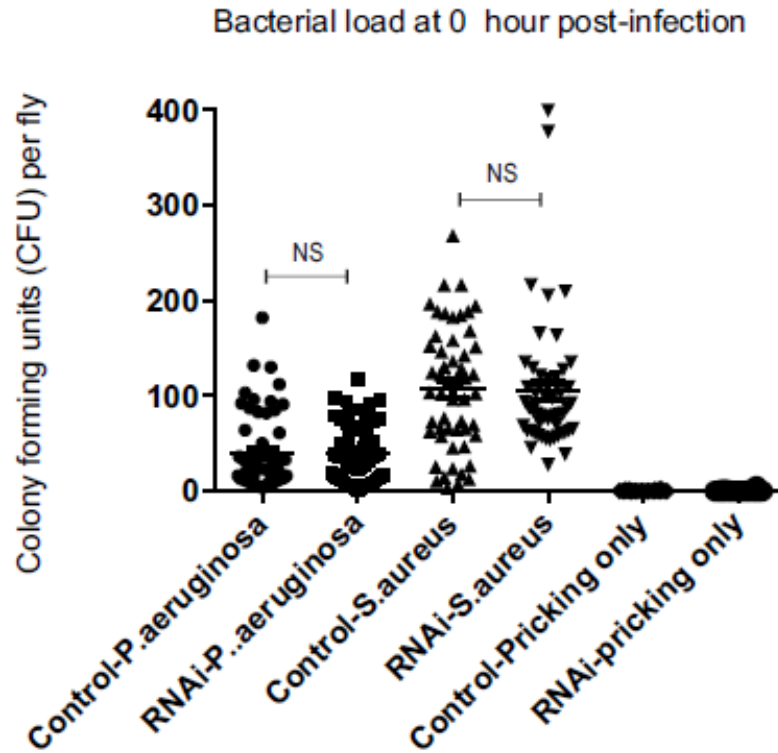 Bacterial load at 0 hour post-infection
Colony forming units (CFU) per fly
400
300
200
100
0
NS
NS
Control-P.aeruginosa
RNAi-P..aeruginosa
Control-S.aureus
RNAi-S.aureus
Control-Pricking only
RNAi-pricking only